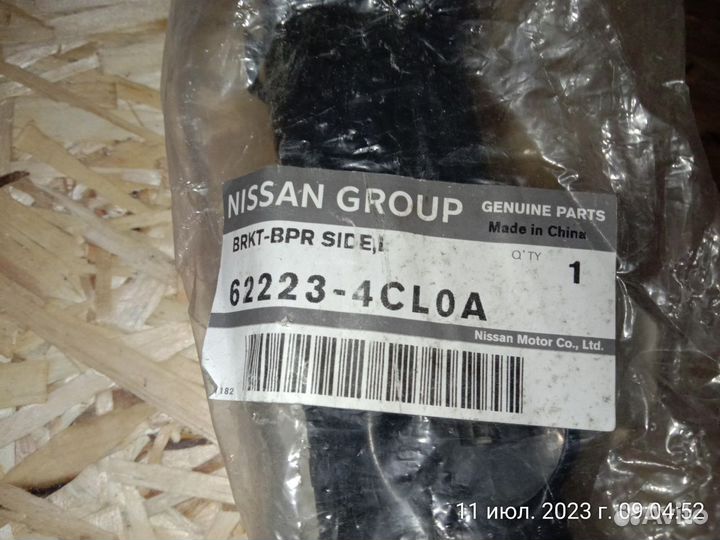 NISSAN GROUP
GENUINE PARTS
Made in China
BRKT-BPR SIDE,L
Q'TY
1
62223-4CL0A
Nissan Motor Co., Ltd.
182
11 июл. 2023 г. 09:04:52
Avito